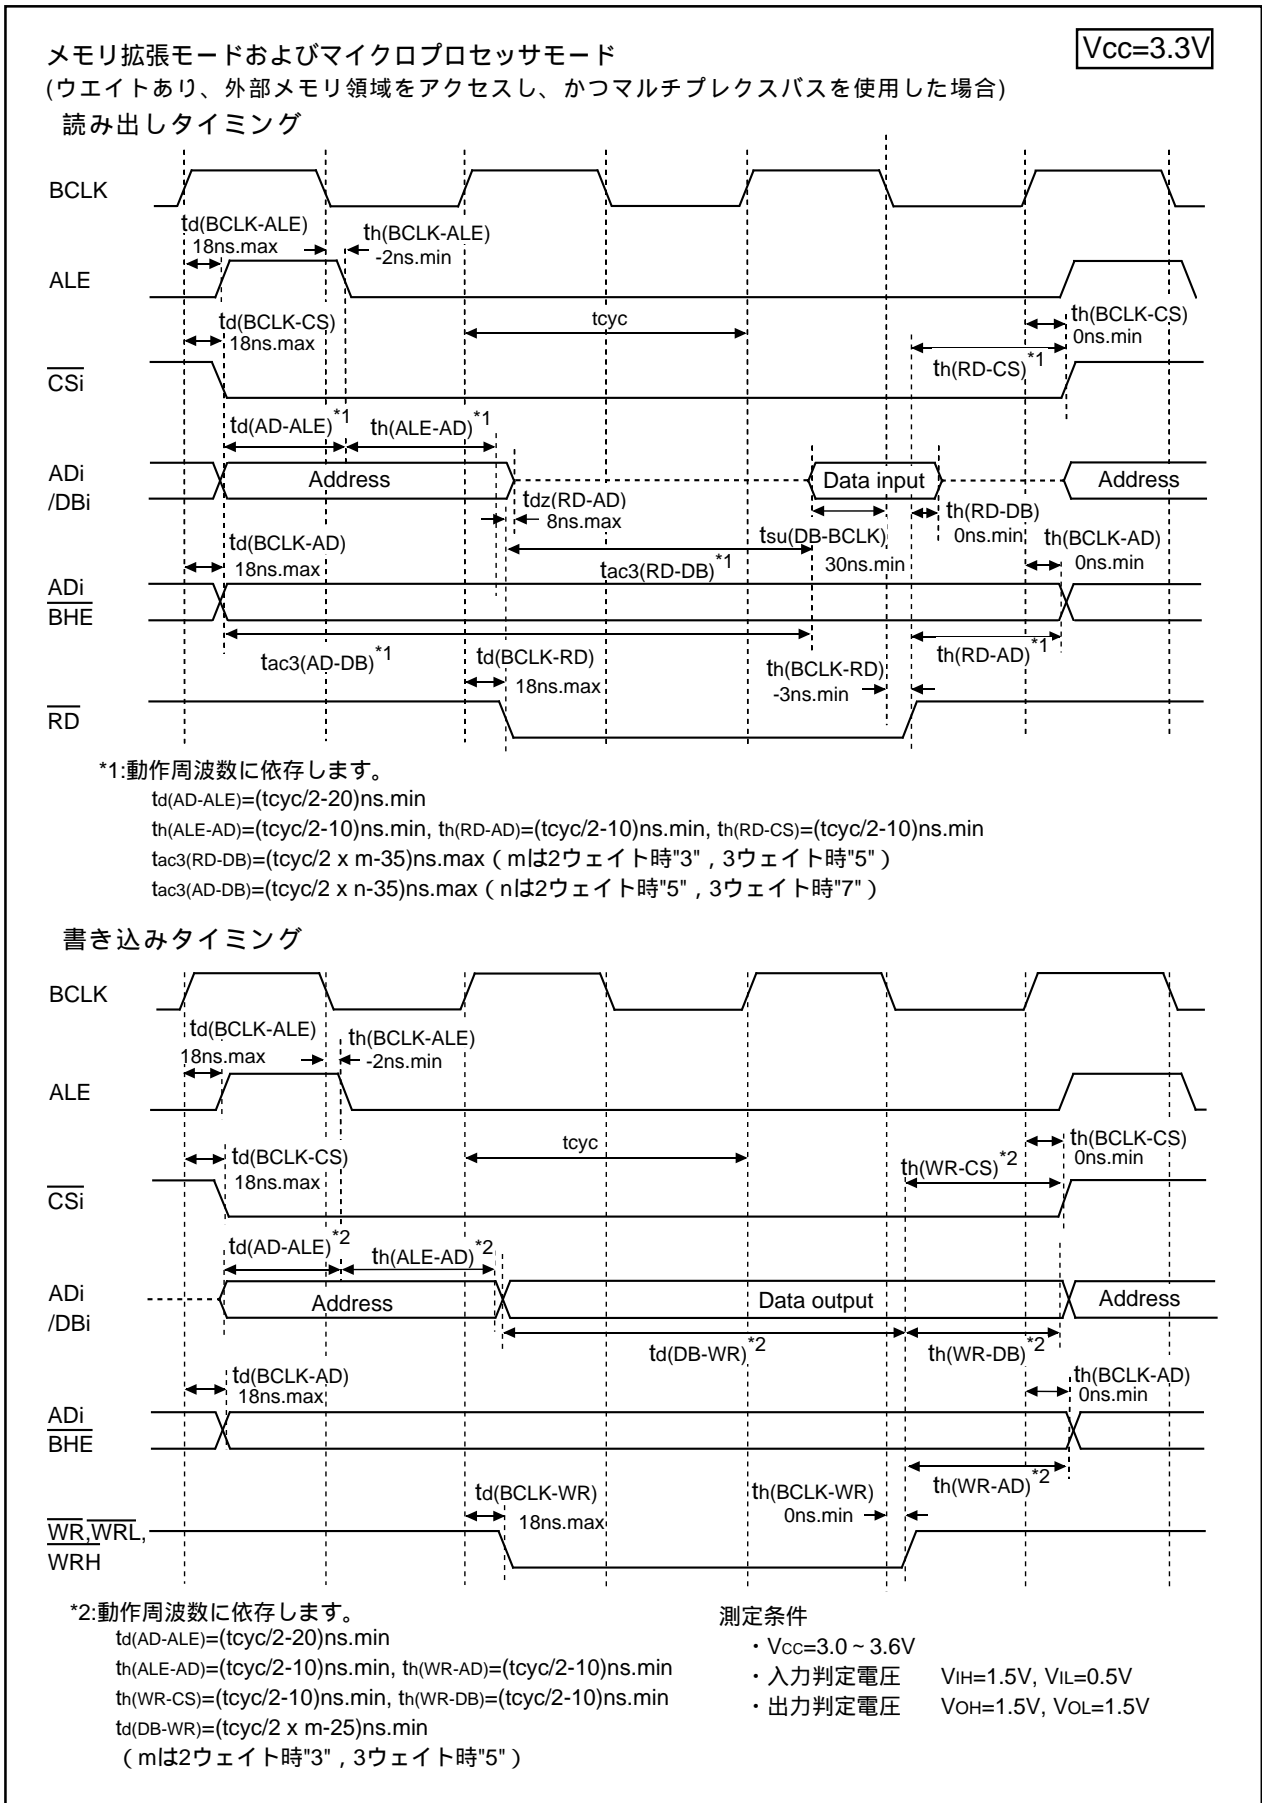 メモリ拡張モードおよびマイクロプロセッサモード
Vcc=3.3V
(ウエイトあり、外部メモリ領域をアクセスし、かつマルチプレクスバスを使用した場合)
読み出しタイミング
BCLK
td(BCLK-ALE)
18ns.max
th(BCLK-ALE)
-2ns.min
ALE
td(BCLK-CS)
18ns.max
tcyc
th(BCLK-CS)
0ns.min
th(RD-CS)*1
CSi
td(AD-ALE)*1
th(ALE-AD)*1
ADi
/DBi
Address
Data input
Address
tdz(RD-AD)
8ns.max
th(RD-DB)
0ns.min
tsu(DB-BCLK)
30ns.min
td(BCLK-AD)
18ns.max
tac3(RD-DB)*1
th(BCLK-AD)
0ns.min
ADi
BHE
tac3(AD-DB)*1
td(BCLK-RD)
18ns.max
th(BCLK-RD)
-3ns.min
th(RD-AD)*1
RD
*1:動作周波数に依存します。
td(AD-ALE)=(tcyc/2-20)ns.min
th(ALE-AD)=(tcyc/2-10)ns.min, th(RD-AD)=(tcyc/2-10)ns.min, th(RD-CS)=(tcyc/2-10)ns.min
tac3(RD-DB)=(tcyc/2 x m-35)ns.max（mは2ウェイト時"3"，3ウェイト時"5"）
tac3(AD-DB)=(tcyc/2 x n-35)ns.max（nは2ウェイト時"5"，3ウェイト時"7"）
書き込みタイミング
BCLK
td(BCLK-ALE)
18ns.max
th(BCLK-ALE)
-2ns.min
ALE
td(BCLK-CS)
18ns.max
tcyc
th(BCLK-CS)
0ns.min
th(WR-CS)*2
CSi
td(AD-ALE)*2
th(ALE-AD)*2
ADi
/DBi
Address
Data output
Address
td(DB-WR)*2
th(WR-DB)*2
td(BCLK-AD)
18ns.max
th(BCLK-AD)
0ns.min
ADi
BHE
td(BCLK-WR)
18ns.max
th(BCLK-WR)
0ns.min
th(WR-AD)*2
WR,WRL,
WRH
*2:動作周波数に依存します。
td(AD-ALE)=(tcyc/2-20)ns.min
th(ALE-AD)=(tcyc/2-10)ns.min, th(WR-AD)=(tcyc/2-10)ns.min
th(WR-CS)=(tcyc/2-10)ns.min, th(WR-DB)=(tcyc/2-10)ns.min
td(DB-WR)=(tcyc/2 x m-25)ns.min
（mは2ウェイト時"3"，3ウェイト時"5"）
測定条件
・VCC=3.0～3.6V
・入力判定電圧 VIH=1.5V, VIL=0.5V
・出力判定電圧 VOH=1.5V, VOL=1.5V